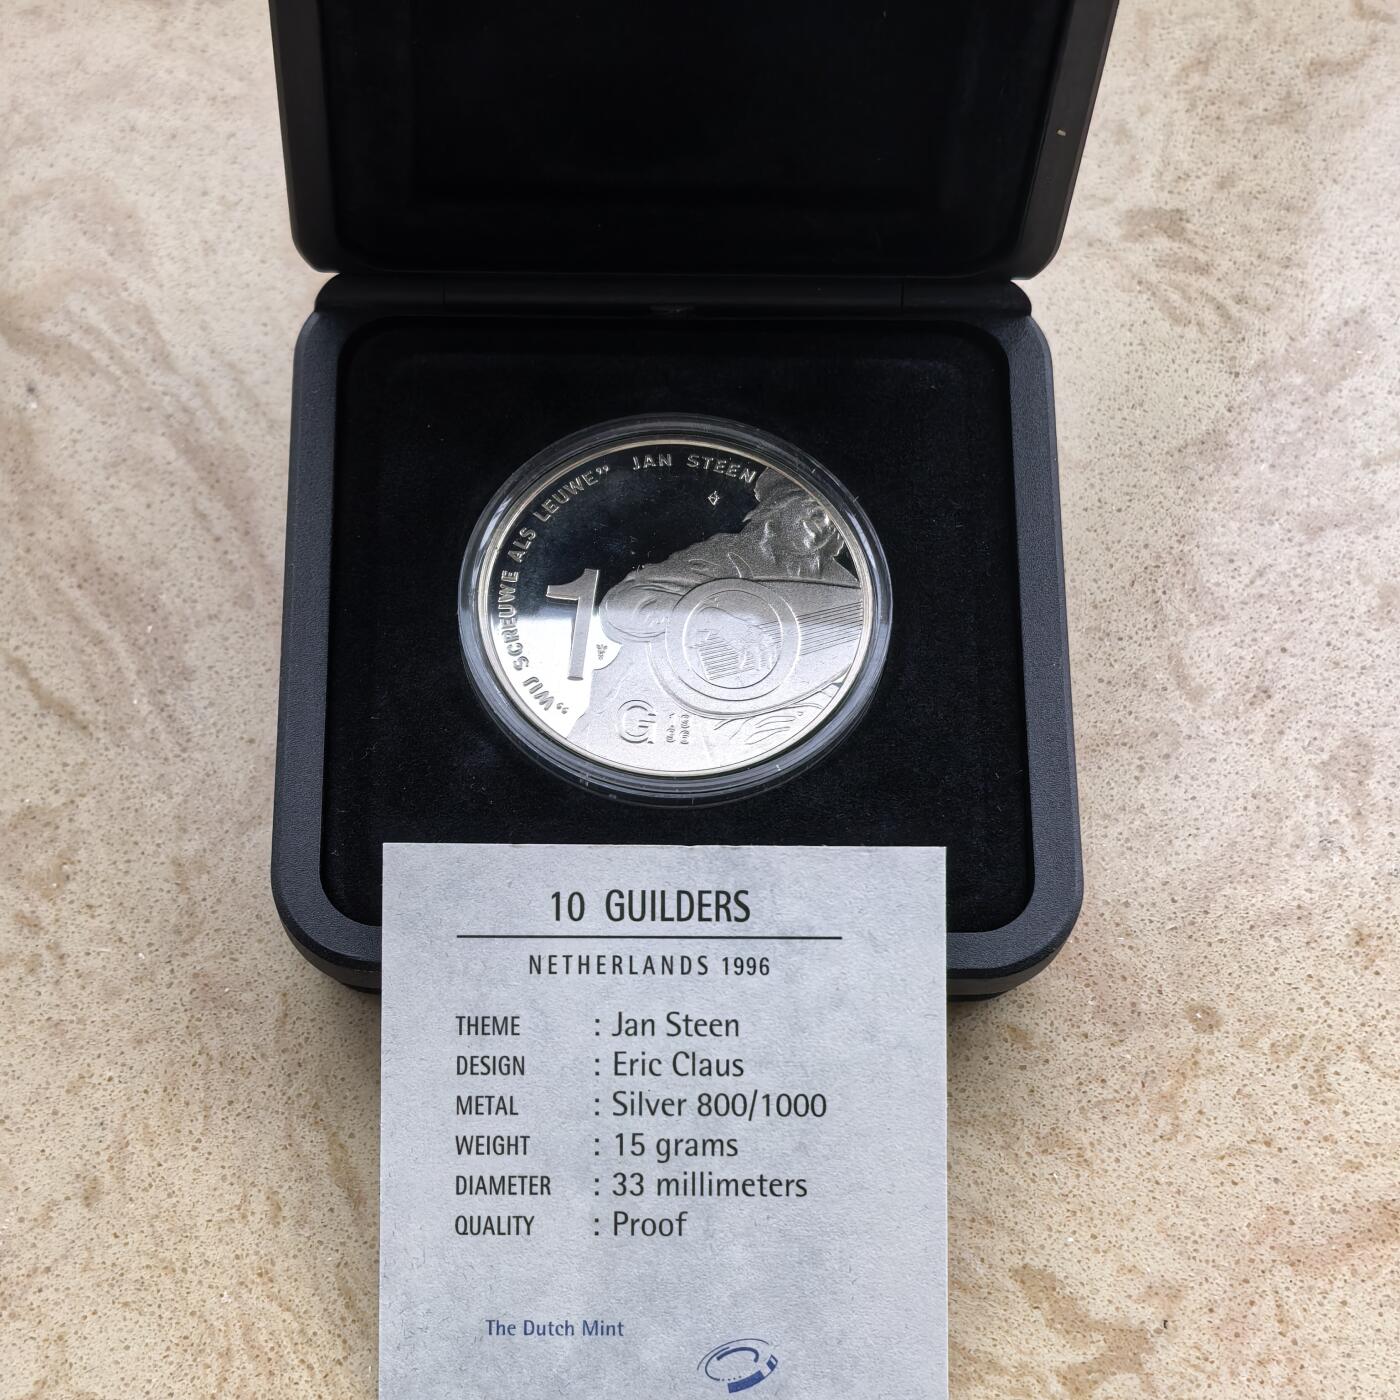 „WIJ SCREUWE ALS LEUWE” JAN STEEN
10
G
10 GUILDERS
NETHERLANDS 1996
THEME : Jan Steen
DESIGN : Eric Claus
METAL : Silver 800/1000
WEIGHT : 15 grams
DIAMETER : 33 millimeters
QUALITY : Proof
The Dutch Mint